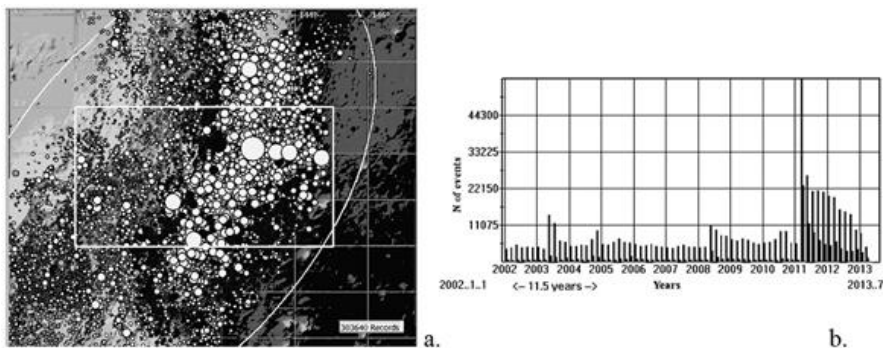 303640 Records
a.
N of events
44300
33225
22150
11075
2002 2003 2004 2005 2006 2007 2008 2009 2010 2011 2012 2013
2002..1..1 <-- 11.5 years --> Years 2013..7
b.